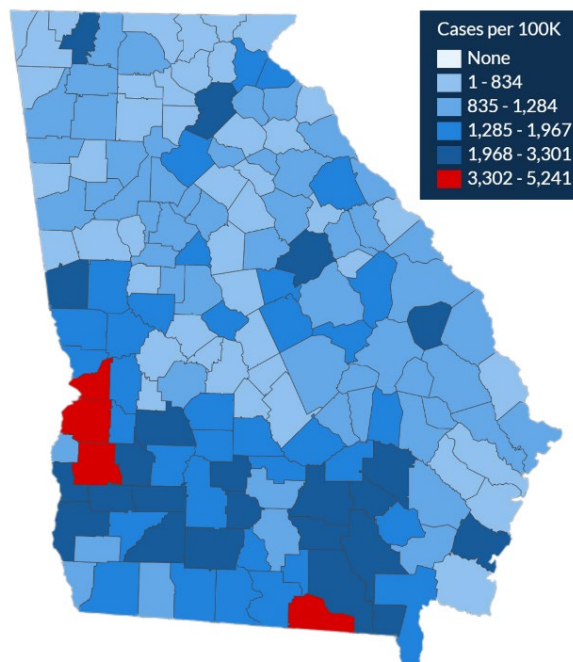 Cases per 100K
None
1 - 834
835 - 1,284
1,285 - 1,967
1,968 - 3,301
3,302 - 5,241